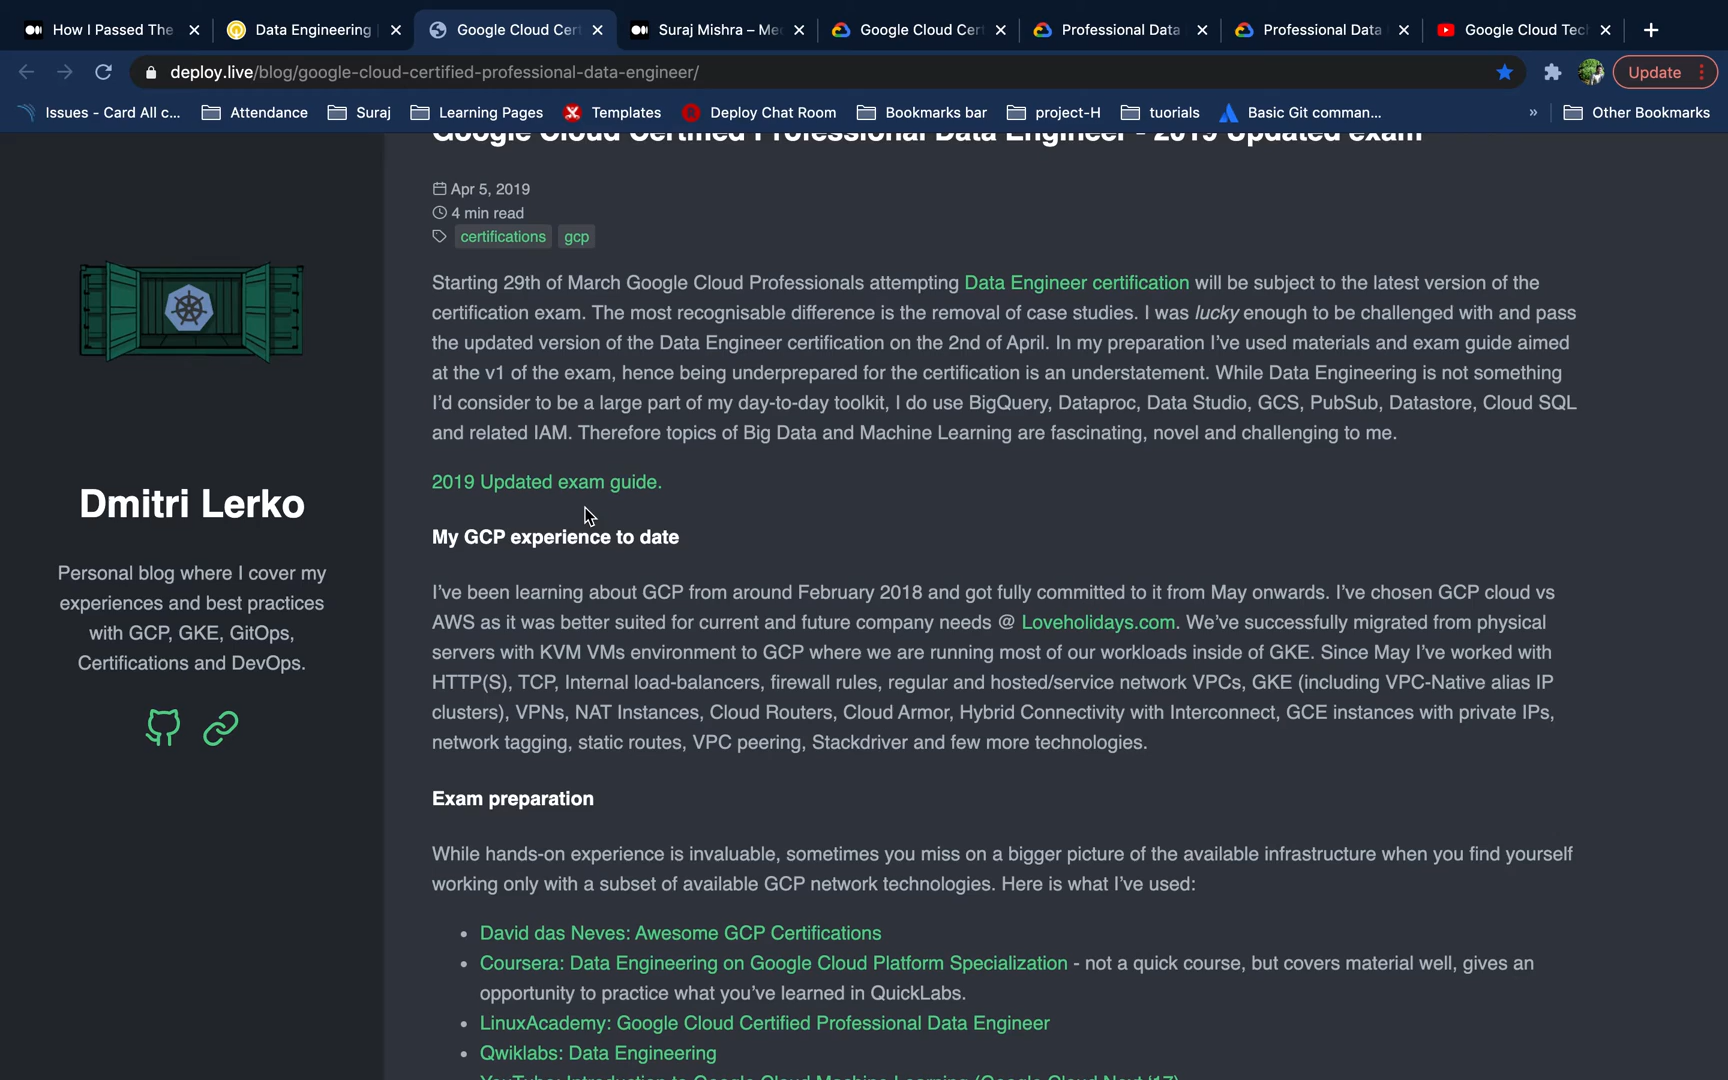 How I Passed The
Data Engineering
Google Cloud Cert
Suraj Mishra – Me
Google Cloud Cer
Professional Data
Professional Data
Google Cloud Tec
deploy.live/blog/google-cloud-certified-professional-data-engineer/
Update
Issues - Card All c...
Attendance
Suraj
Learning Pages
Templates
Deploy Chat Room
Bookmarks bar
project-H
tuorials
Basic Git comman...
»
Other Bookmarks
Google Cloud Certified Professional Data Engineer - 2019 Updated exam
Apr 5, 2019
4 min read
certifications gcp
Starting 29th of March Google Cloud Professionals attempting Data Engineer certification will be subject to the latest version of the
certification exam. The most recognisable difference is the removal of case studies. I was lucky enough to be challenged with and pass
the updated version of the Data Engineer certification on the 2nd of April. In my preparation I've used materials and exam guide aimed
at the v1 of the exam, hence being underprepared for the certification is an understatement. While Data Engineering is not something
I'd consider to be a large part of my day-to-day toolkit, I do use BigQuery, Dataproc, Data Studio, GCS, PubSub, Datastore, Cloud SQL
and related IAM. Therefore topics of Big Data and Machine Learning are fascinating, novel and challenging to me.
2019 Updated exam guide.
My GCP experience to date
I've been learning about GCP from around February 2018 and got fully committed to it from May onwards. I've chosen GCP cloud vs
AWS as it was better suited for current and future company needs @ Loveholidays.com. We've successfully migrated from physical
servers with KVM VMs environment to GCP where we are running most of our workloads inside of GKE. Since May I've worked with
HTTP(S), TCP, Internal load-balancers, firewall rules, regular and hosted/service network VPCs, GKE (including VPC-Native alias IP
clusters), VPNs, NAT Instances, Cloud Routers, Cloud Armor, Hybrid Connectivity with Interconnect, GCE instances with private IPs,
network tagging, static routes, VPC peering, Stackdriver and few more technologies.
Exam preparation
While hands-on experience is invaluable, sometimes you miss on a bigger picture of the available infrastructure when you find yourself
working only with a subset of available GCP network technologies. Here is what I've used:
• David das Neves: Awesome GCP Certifications
• Coursera: Data Engineering on Google Cloud Platform Specialization - not a quick course, but covers material well, gives an
opportunity to practice what you've learned in QuickLabs.
• LinuxAcademy: Google Cloud Certified Professional Data Engineer
• Qwiklabs: Data Engineering
YouTube: Introduction to Google Cloud Machine Learning (Google Cloud Next '17)
Dmitri Lerko
Personal blog where I cover my
experiences and best practices
with GCP, GKE, GitOps,
Certifications and DevOps.